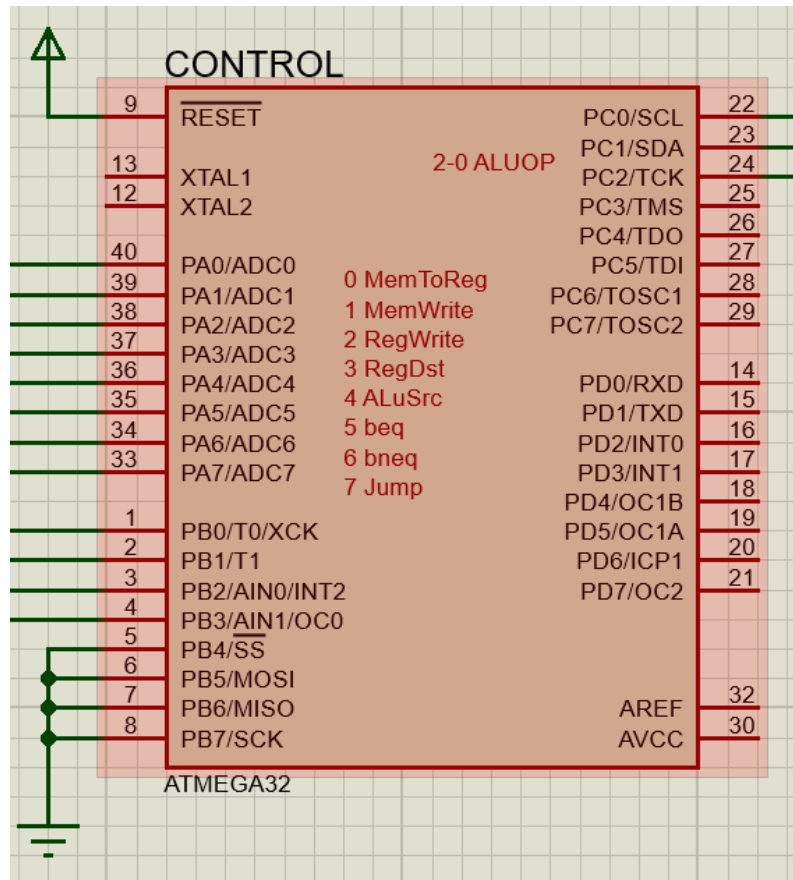 CONTROL
9 RESET PC0/SCL 22
PC1/SDA 23
13 XTAL1 2-0 ALUOP PC2/TCK 24
12 XTAL2 PC3/TMS 25
PC4/TDO 26
40 PA0/ADC0 PC5/TDI 27
39 PA1/ADC1 0 MemToReg PC6/TOSC1 28
38 PA2/ADC2 1 MemWrite PC7/TOSC2 29
37 PA3/ADC3 2 RegWrite
36 PA4/ADC4 3 RegDst PD0/RXD 14
35 PA5/ADC5 4 ALuSrc PD1/TXD 15
34 PA6/ADC6 5 beq PD2/INT0 16
33 PA7/ADC7 6 bneq PD3/INT1 17
7 Jump PD4/OC1B 18
1 PB0/T0/XCK PD5/OC1A 19
2 PB1/T1 PD6/ICP1 20
3 PB2/AIN0/INT2 PD7/OC2 21
4 PB3/AIN1/OC0
5 PB4/SS
6 PB5/MOSI
7 PB6/MISO AREF 32
8 PB7/SCK AVCC 30
ATMEGA32